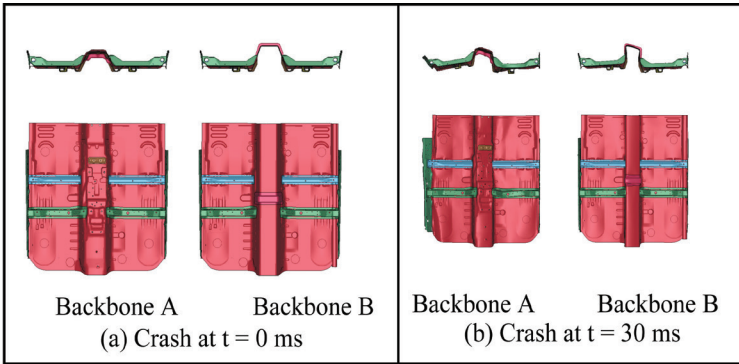 Backbone A
Backbone B
(a) Crash at t = 0 ms
Backbone A
Backbone B
(b) Crash at t = 30 ms